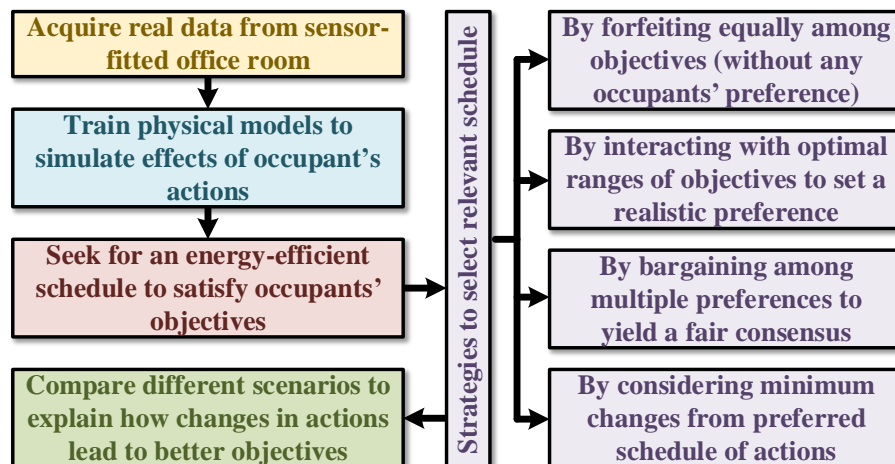 Acquire real data from sensor-
fitted office room
Train physical models to
simulate effects of occupant's
actions
Seek for an energy-efficient
schedule to satisfy occupants'
objectives
Compare different scenarios to
explain how changes in actions
lead to better objectives
Strategies to select relevant schedule
By forfeiting equally among
objectives (without any
occupants' preference)
By interacting with optimal
ranges of objectives to set a
realistic preference
By bargaining among
multiple preferences to
yield a fair consensus
By considering minimum
changes from preferred
schedule of actions